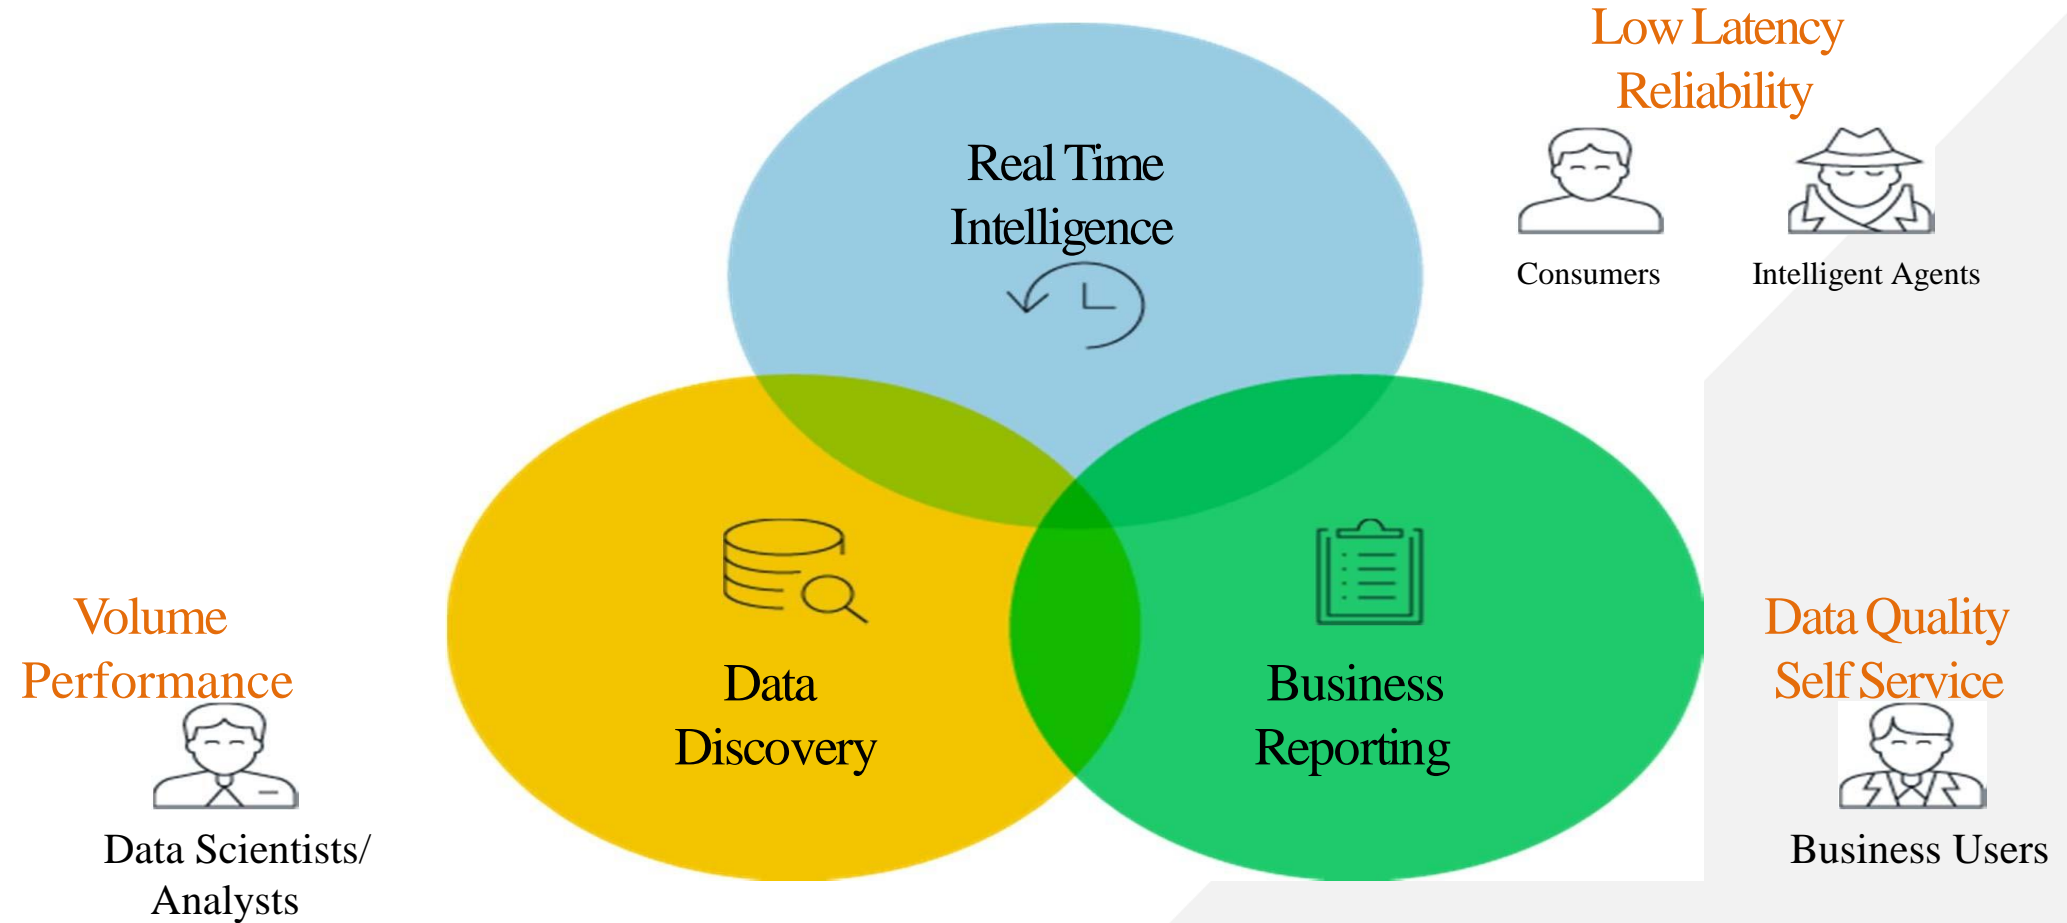 Low Latency
Reliability
Real Time
Intelligence
Consumers
Intelligent Agents
Volume
Performance
Data Scientists/
Analysts
Data
Discovery
Business
Reporting
Data Quality
Self Service
Business Users